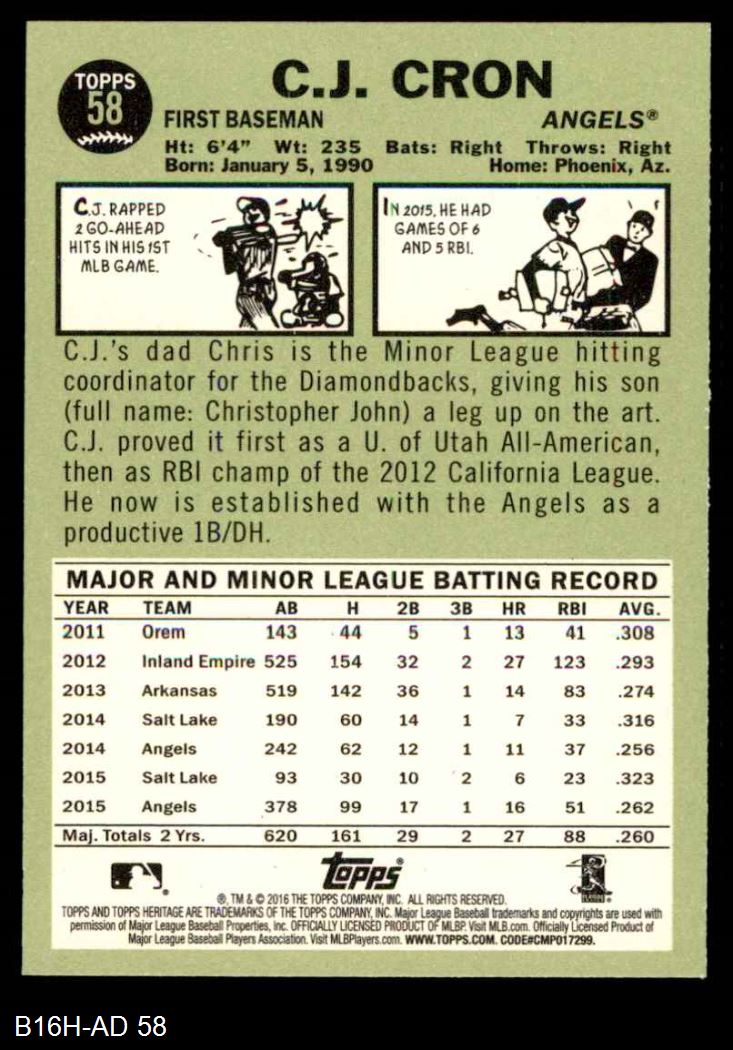 TOPPS
58
C.J. CRON
FIRST BASEMAN ANGELS®
Ht: 6'4" Wt: 235 Bats: Right Throws: Right
Born: January 5, 1990 Home: Phoenix, Az.
C.J. RAPPED
2 GO-AHEAD
HITS IN HIS 1ST
MLB GAME.
IN 2015, HE HAD
GAMES OF 6
AND 5 RBI.
C.J.'s dad Chris is the Minor League hitting
coordinator for the Diamondbacks, giving his son
(full name: Christopher John) a leg up on the art.
C.J. proved it first as a U. of Utah All-American,
then as RBI champ of the 2012 California League.
He now is established with the Angels as a
productive 1B/DH.
MAJOR AND MINOR LEAGUE BATTING RECORD
YEAR TEAM AB H 2B 3B HR RBI AVG.
2011 Orem 143 44 5 1 13 41 .308
2012 Inland Empire 525 154 32 2 27 123 .293
2013 Arkansas 519 142 36 1 14 83 .274
2014 Salt Lake 190 60 14 1 7 33 .316
2014 Angels 242 62 12 1 11 37 .256
2015 Salt Lake 93 30 10 2 6 23 .323
2015 Angels 378 99 17 1 16 51 .262
Maj. Totals 2 Yrs. 620 161 29 2 27 88 .260
topps®
®, TM & © 2016 THE TOPPS COMPANY, INC. ALL RIGHTS RESERVED.
TOPPS AND TOPPS HERITAGE ARE TRADEMARKS OF THE TOPPS COMPANY, INC. Major League Baseball trademarks and copyrights are used with
permission of Major League Baseball Properties, Inc. OFFICIALLY LICENSED PRODUCT OF MLBP. Visit MLB.com. Officially Licensed Product of
Major League Baseball Players Association. Visit MLBPlayers.com. WWW.TOPPS.COM. CODE#CMP017299.
B16H-AD 58